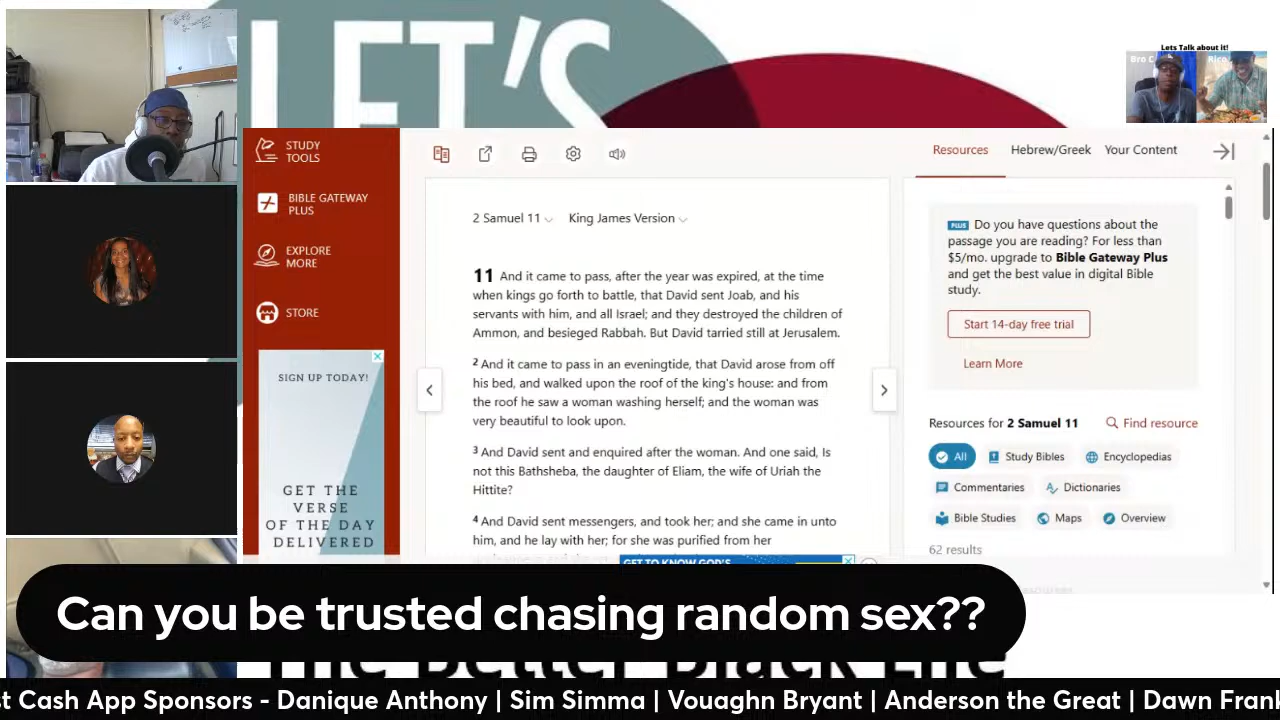 LET'S
Lets Talk about it!
Bro C
Rico
STUDY
TOOLS
BIBLE GATEWAY
PLUS
EXPLORE
MORE
STORE
SIGN UP TODAY!
GET THE
VERSE
OF THE DAY
DELIVERED
2 Samuel 11
King James Version
11 And it came to pass, after the year was expired, at the time
when kings go forth to battle, that David sent Joab, and his
servants with him, and all Israel; and they destroyed the children of
Ammon, and besieged Rabbah. But David tarried still at Jerusalem.
2 And it came to pass in an eveningtide, that David arose from off
his bed, and walked upon the roof of the king's house: and from
the roof he saw a woman washing herself; and the woman was
very beautiful to look upon.
3 And David sent and enquired after the woman. And one said, Is
not this Bathsheba, the daughter of Eliam, the wife of Uriah the
Hittite?
4 And David sent messengers, and took her; and she came in unto
him, and he lay with her; for she was purified from her
GET TO KNOW GOD'S
Resources
Hebrew/Greek
Your Content
PLUS Do you have questions about the
passage you are reading? For less than
$5/mo. upgrade to Bible Gateway Plus
and get the best value in digital Bible
study.
Start 14-day free trial
Learn More
Resources for 2 Samuel 11
Find resource
All
Study Bibles
Encyclopedias
Commentaries
Dictionaries
Bible Studies
Maps
Overview
62 results
Can you be trusted chasing random sex??
The Better Black Life
st Cash App Sponsors - Danique Anthony | Sim Simma | Vouaghn Bryant | Anderson the Great | Dawn Frankl